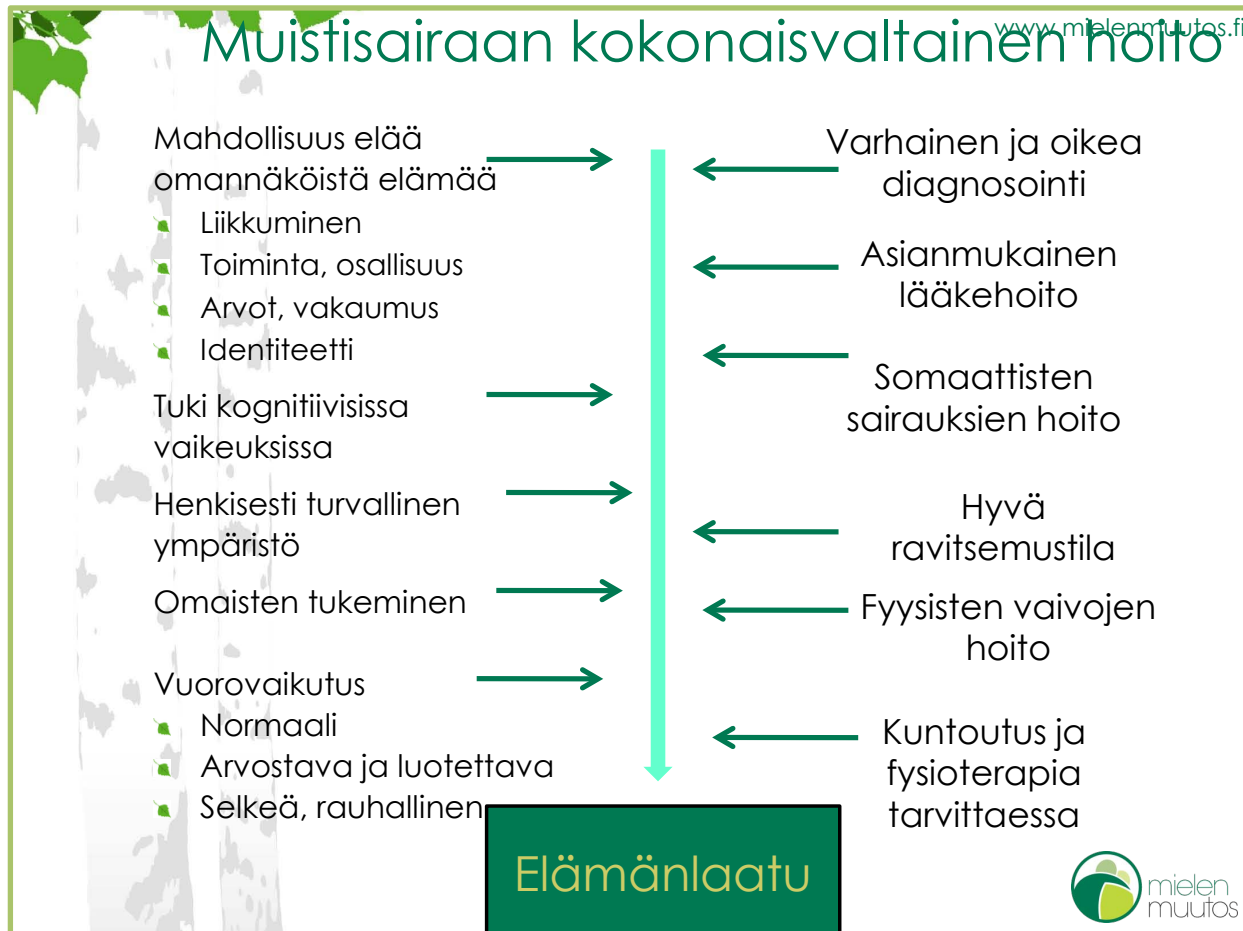 www.mielenmuutos.fi
Muistisairaan kokonaisvaltainen hoito
Mahdollisuus elää
omannäköistä elämää
Liikkuminen
Toiminta, osallisuus
Arvot, vakaumus
Identiteetti
Tuki kognitiivisissa
vaikeuksissa
Henkisesti turvallinen
ympäristö
Omaisten tukeminen
Vuorovaikutus
Normaali
Arvostava ja luotettava
Selkeä, rauhallinen
Varhainen ja oikea
diagnosointi
Asianmukainen
lääkehoito
Somaattisten
sairauksien hoito
Hyvä
ravitsemustila
Fyysisten vaivojen
hoito
Kuntoutus ja
fysioterapia
tarvittaessa
Elämänlaatu
mielen
muutos